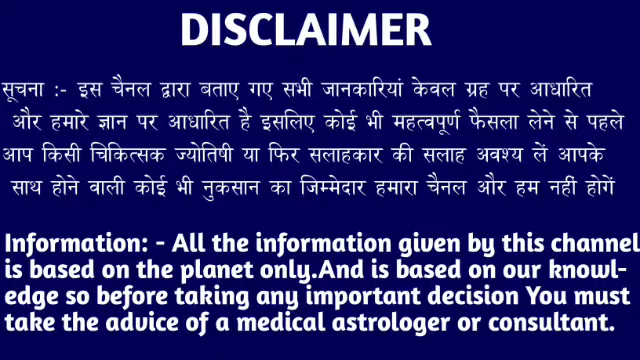 DISCLAIMER
सूचना :- इस चैनल द्वारा बताए गए सभी जानकारियां केवल ग्रह पर आधारित
और हमारे ज्ञान पर आधारित है इसलिए कोई भी महत्वपूर्ण फैसला लेने से पहले
आप किसी चिकित्सक ज्योतिषी या फिर सलाहकार की सलाह अवश्य लें आपके
साथ होने वाली कोई भी नुकसान का जिम्मेदार हमारा चैनल और हम नहीं होगें
Information: - All the information given by this channel
is based on the planet only.And is based on our knowl-
edge so before taking any important decision You must
take the advice of a medical astrologer or consultant.